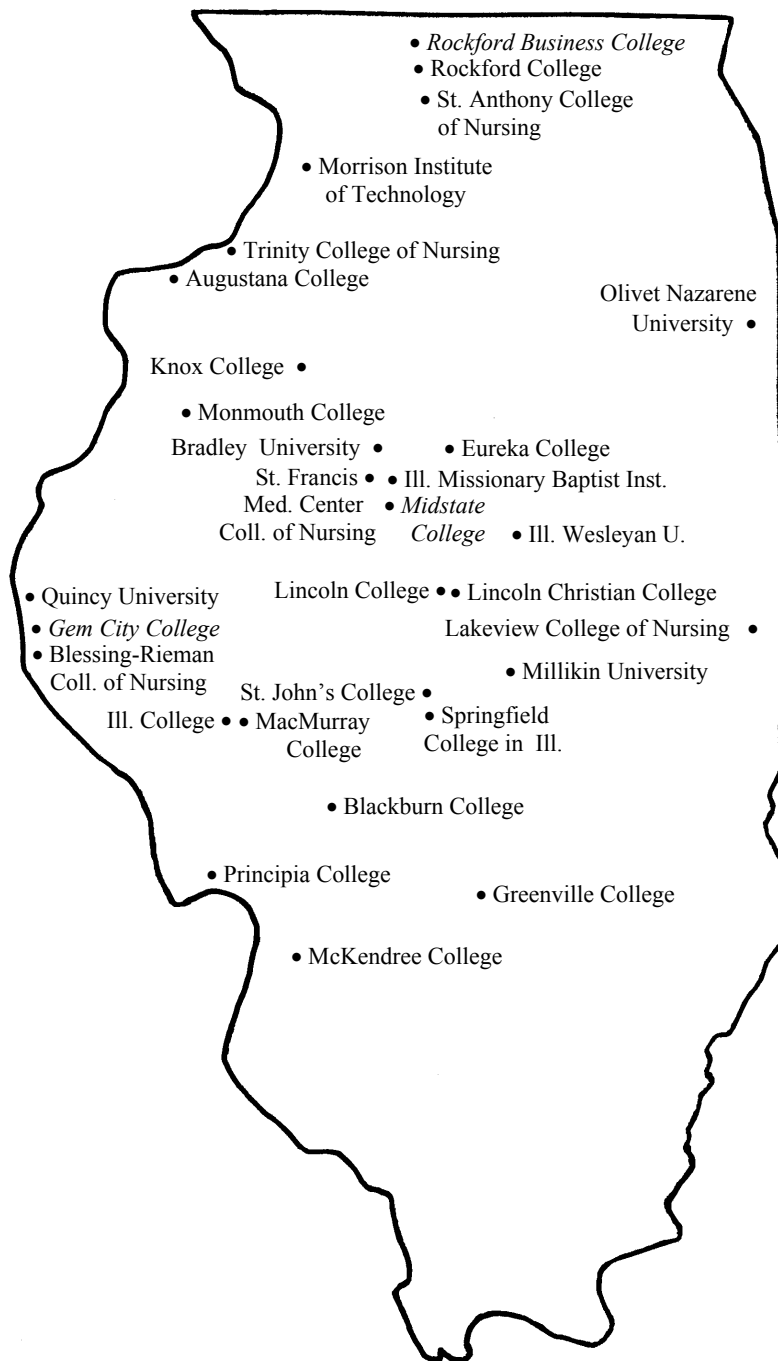 Rockford Business College
Rockford College
St. Anthony College
of Nursing
Morrison Institute
of Technology
Trinity College of Nursing
Augustana College
Olivet Nazarene
University
Knox College
Monmouth College
Bradley University
Eureka College
St. Francis
Med. Center
Coll. of Nursing
Ill. Missionary Baptist Inst.
Midstate
College
Ill. Wesleyan U.
Quincy University
Lincoln College
Lincoln Christian College
Gem City College
Lakeview College of Nursing
Blessing-Rieman
Coll. of Nursing
Millikin University
St. John's College
Ill. College
MacMurray
College
Springfield
College in Ill.
Blackburn College
Principia College
Greenville College
McKendree College